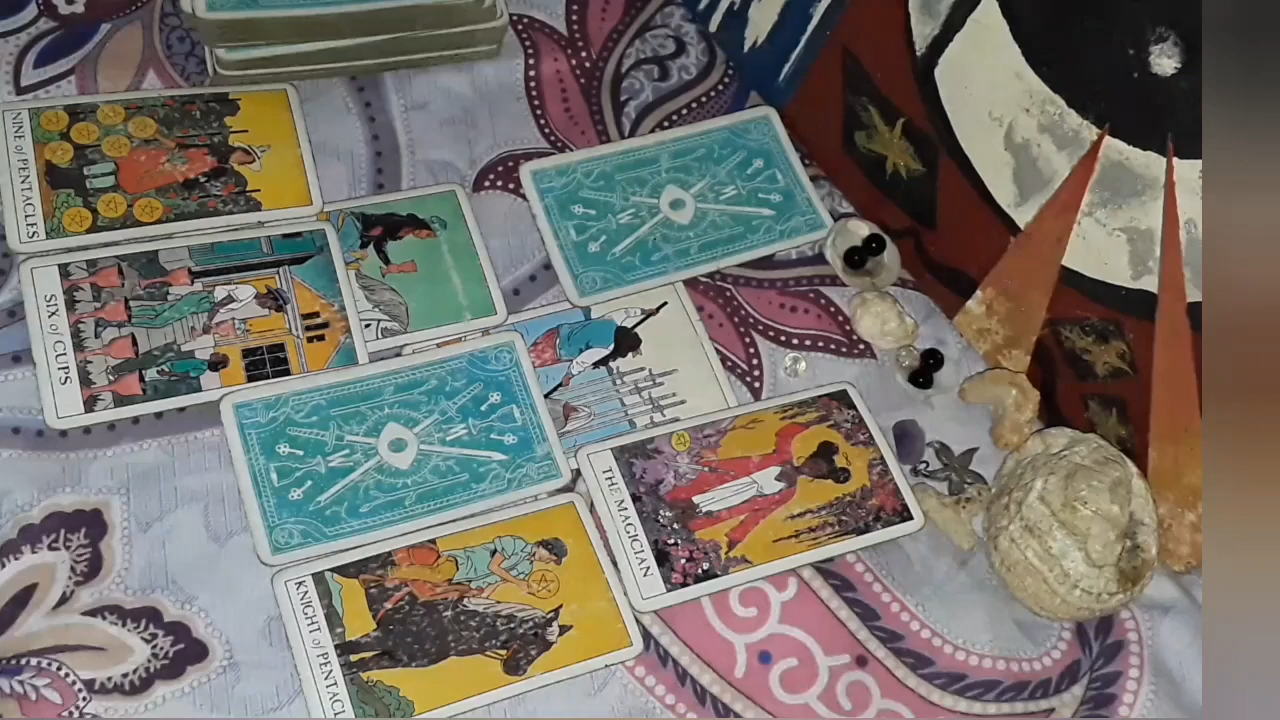 NINE of PENTACLES
SIX of CUPS
THE MAGICIAN
KNIGHT of PENTACL